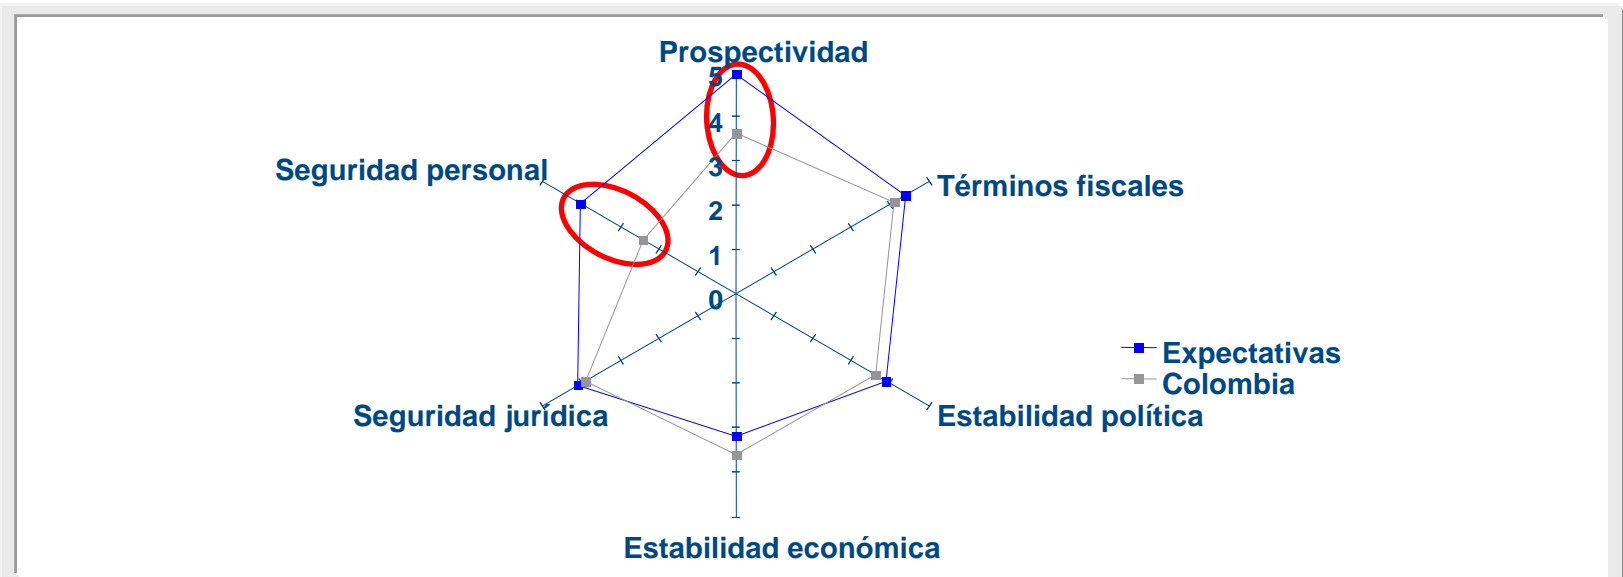 Prospectividad
5
4
3
2
1
0
Seguridad personal
Términos fiscales
Expectativas
Colombia
Seguridad jurídica
Estabilidad política
Estabilidad económica